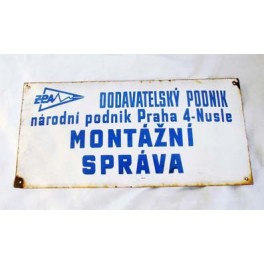 ZPA DODAVATELSKÝ PODNIK
národní podnik Praha 4-Nusle
MONTÁŽNÍ
SPRÁVA